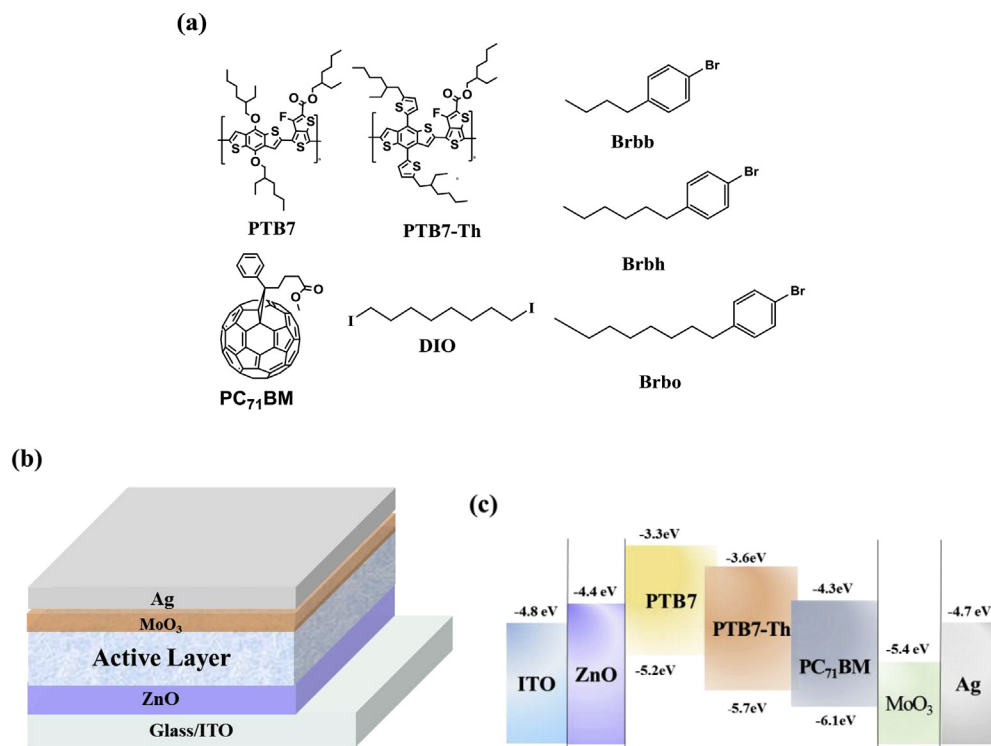 (a)
Br
Brbb
O
O
F
O
S
S
S
S
O
PTB7
S
O
O
F
S
S
S
S
S
PTB7-Th
Br
Brbh
O
O
PC₇₁BM
I
I
DIO
Br
Brbo
(b)
Ag
MoO₃
Active Layer
ZnO
Glass/ITO
(c)
-3.3eV
-3.6eV
-4.4 eV
-4.3eV
-4.8 eV
-4.7 eV
PTB7
PTB7-Th
-5.4 eV
ITO
ZnO
-5.2eV
PC₇₁BM
Ag
MoO₃
-5.7eV
-6.1eV